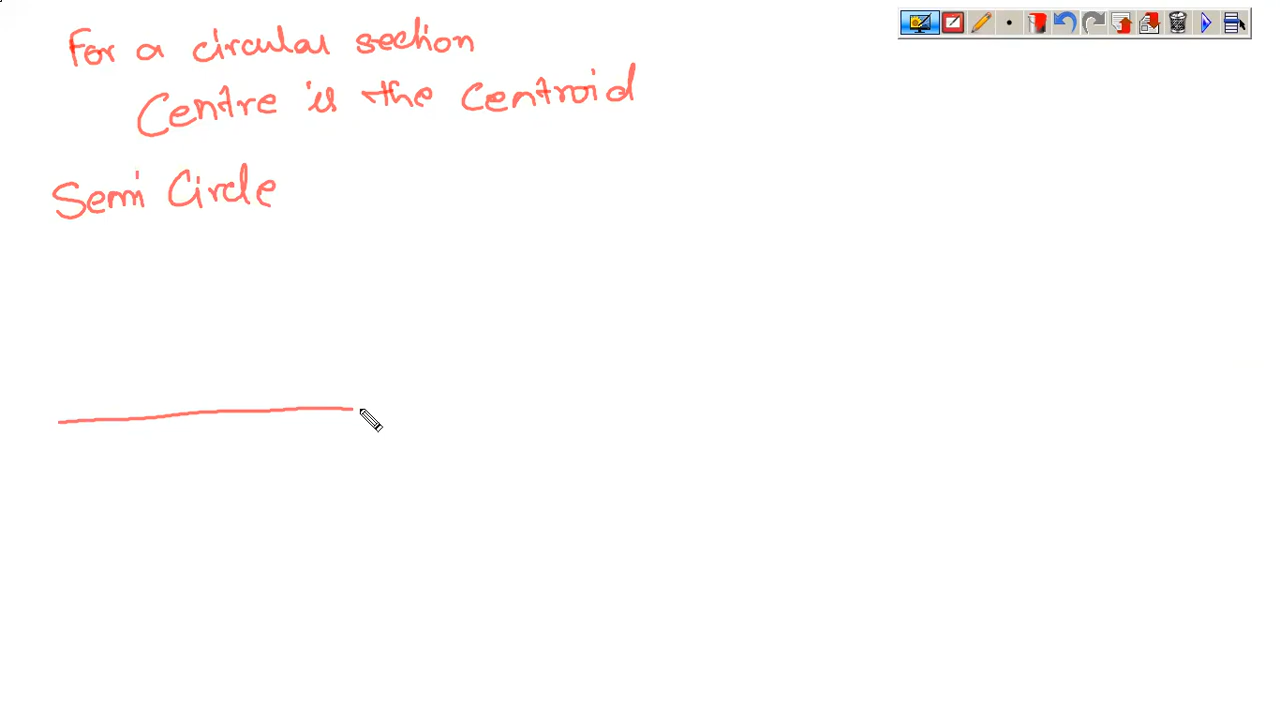 For a circular section
Centre is the centroid
Semi Circle